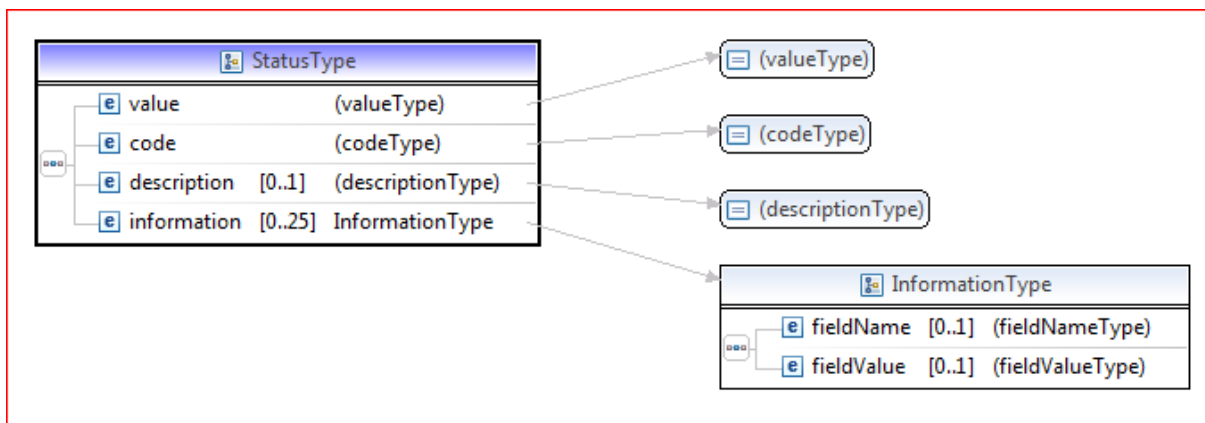 StatusType
e value (valueType)
e code (codeType)
e description [0..1] (descriptionType)
e information [0..25] InformationType
(valueType)
(codeType)
(descriptionType)
InformationType
e fieldName [0..1] (fieldNameType)
e fieldValue [0..1] (fieldValueType)